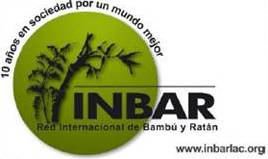 10 años en sociedad por un mundo mejor
INBAR
Red Internacional de Bambú y Ratán
www.inbarlac.org